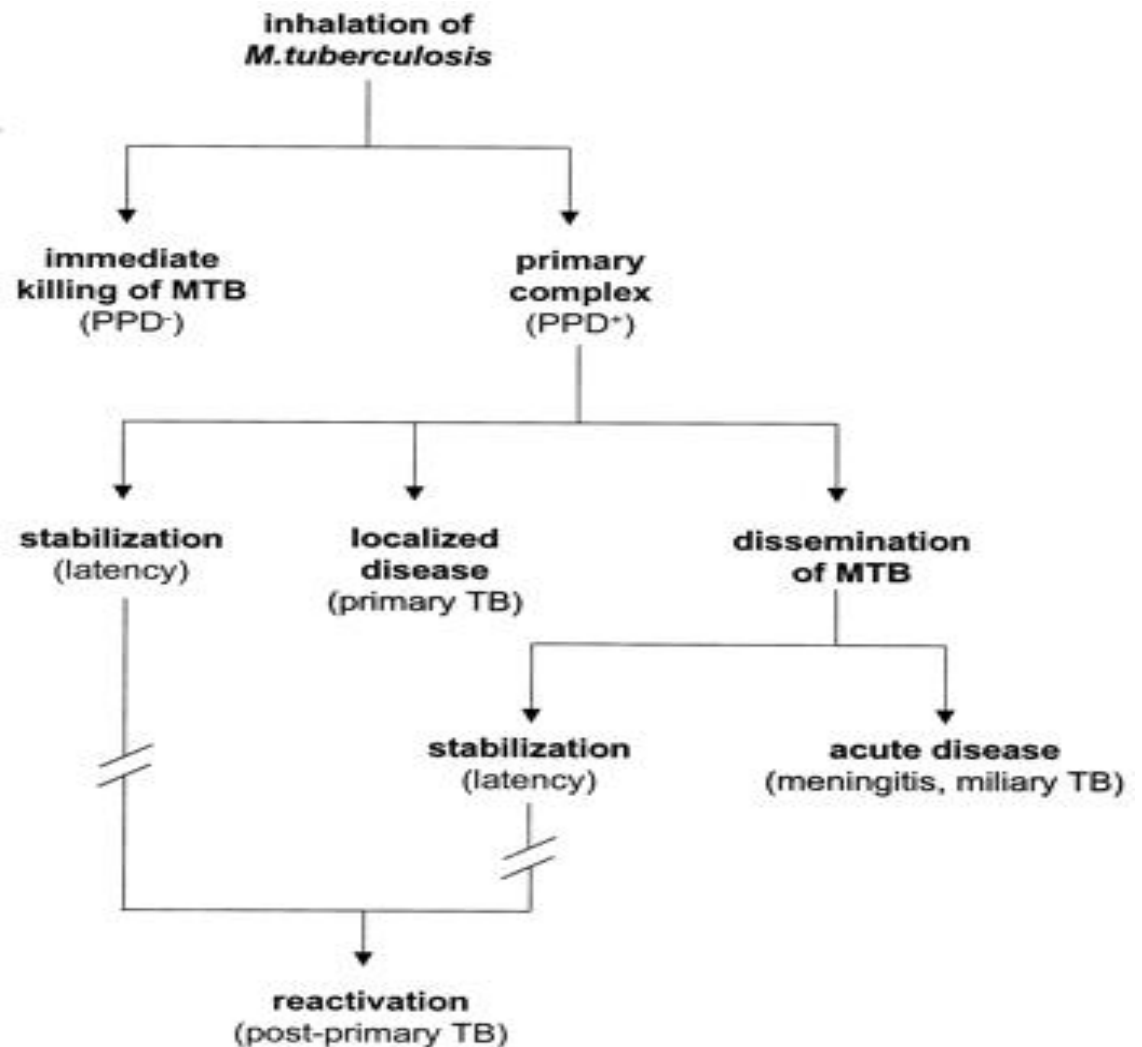 inhalation of
M.tuberculosis
immediate
killing of MTB
(PPD-)
primary
complex
(PPD+)
stabilization
(latency)
localized
disease
(primary TB)
dissemination
of MTB
stabilization
(latency)
acute disease
(meningitis, miliary TB)
reactivation
(post-primary TB)